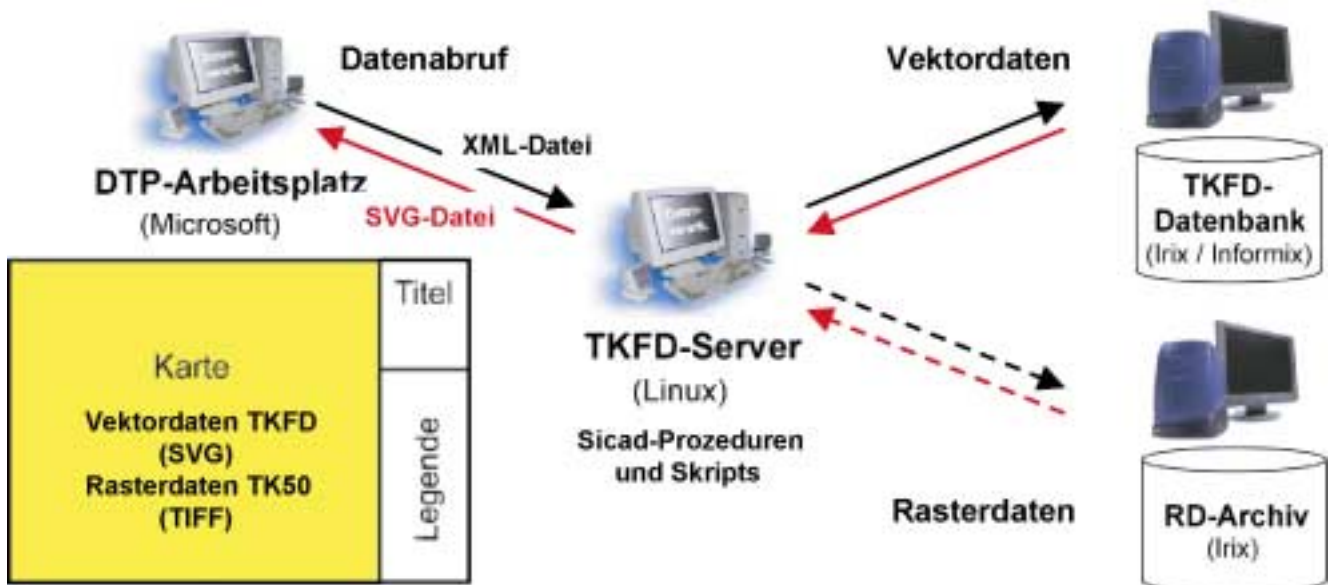 Datenabruf
Vektordaten
XML-Datei
DTP-Arbeitsplatz
(Microsoft)
SVG-Datei
TKFD-
Datenbank
(Irix / Informix)
Titel
Karte
Vektordaten TKFD
(SVG)
Rasterdaten TK50
(TIFF)
Legende
TKFD-Server
(Linux)
Sicad-Prozeduren
und Skripts
Rasterdaten
RD-Archiv
(Irix)